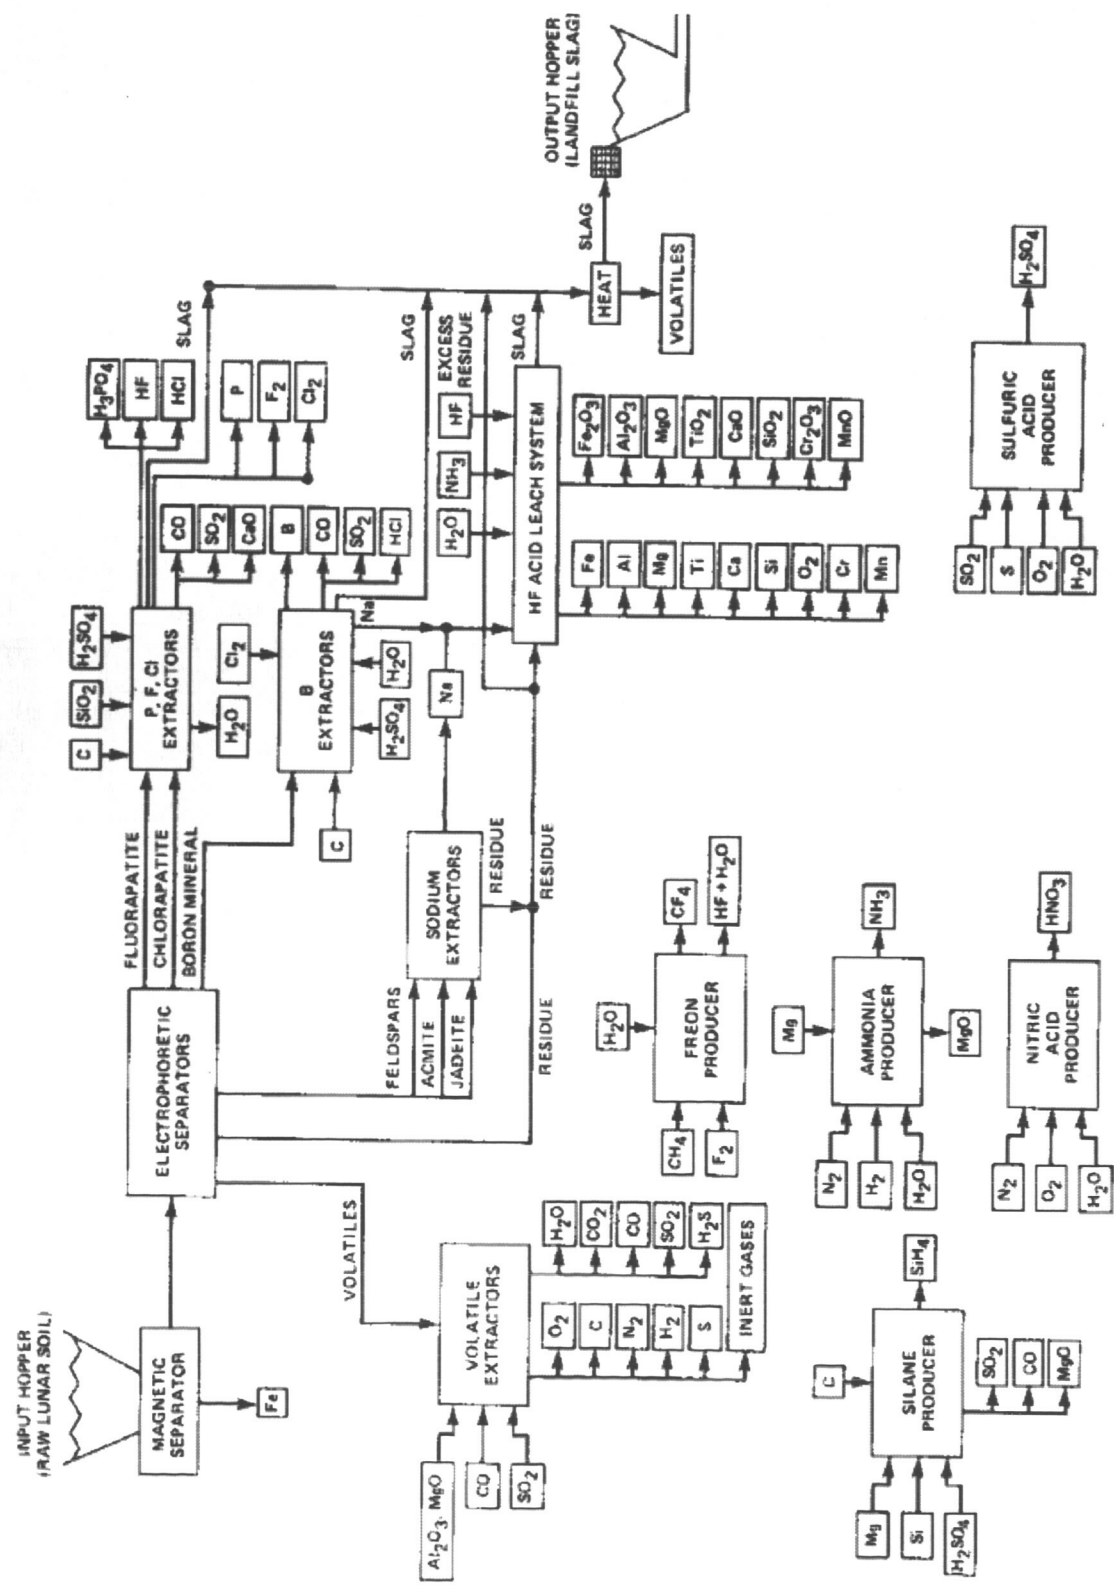 INPUT HOPPER
(RAW LUNAR SOIL)
MAGNETIC
SEPARATOR
Fe
ELECTROPHORETIC
SEPARATORS
FLUORAPATITE
CHLORAPATITE
BORON MINERAL
C
SiO2
H2SO4
P, F, Cl
EXTRACTORS
H2O
H3PO4
HF
HCl
SLAG
P
F2
Cl2
CO
SO2
CaO
Cl2
B
EXTRACTORS
C
H2SO4
H2O
B
CO
SO2
HCl
Na
SLAG
VOLATILES
FELDSPARS
ACMITE
JADEITE
SODIUM
EXTRACTORS
RESIDUE
Na
RESIDUE
RESIDUE
H2O
NH3
HF
EXCESS
RESIDUE
HF ACID LEACH SYSTEM
SLAG
Fe
Al
Mg
Ti
Ca
Si
O2
Cr
Mn
Fe2O3
Al2O3
MgO
TiO2
CaO
SiO2
Cr2O3
MnO
HEAT
VOLATILES
SLAG
OUTPUT HOPPER
(LANDFILL SLAG)
Al2O3. MgO
CO
SO2
VOLATILE
EXTRACTORS
O2
C
N2
H2
S
INERT GASES
H2O
CO2
CO
SO2
H2S
H2O
CH4
F2
FREON
PRODUCER
CF4
HF + H2O
Mg
N2
H2
H2O
AMMONIA
PRODUCER
NH3
MgO
SO2
S
O2
H2O
SULFURIC
ACID
PRODUCER
H2SO4
C
Mg
Si
H2SO4
SILANE
PRODUCER
SiH4
SO2
CO
MgO
N2
O2
H2O
NITRIC
ACID
PRODUCER
HNO3